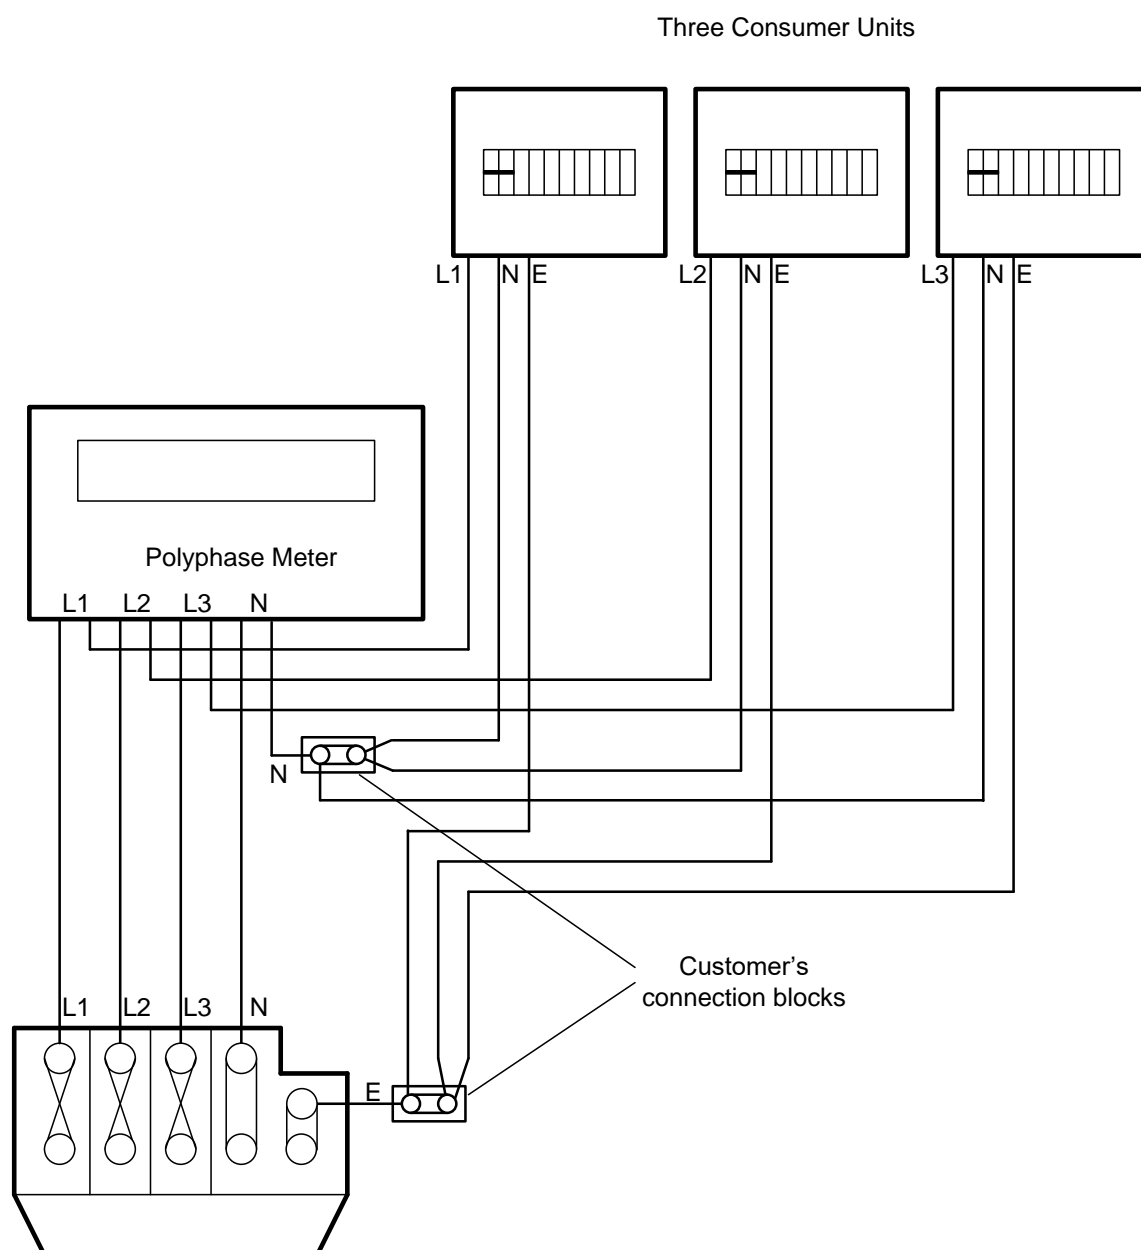 Three Consumer Units
L1 N E L2 N E L3 N E
Polyphase Meter
L1 L2 L3 N
N
Customer’s
connection blocks
L1 L2 L3 N
E